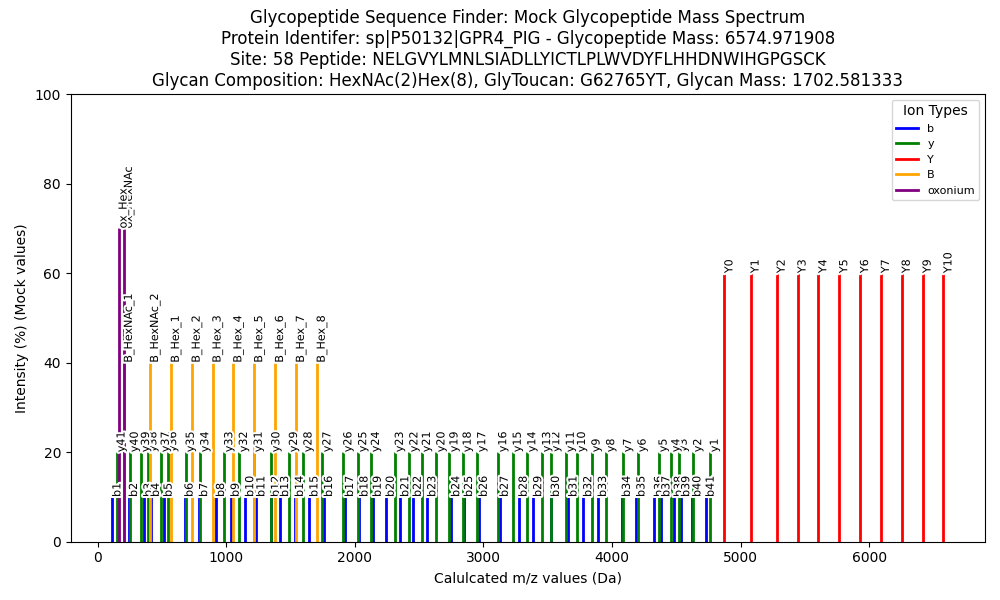 Glycopeptide Sequence Finder: Mock Glycopeptide Mass Spectrum
Protein Identifer: sp|P50132|GPR4_PIG - Glycopeptide Mass: 6574.971908
Site: 58 Peptide: NELGVYLMNLSIADLLYICTLPLWVDYFLHHDNWIHGPGSCK
Glycan Composition: HexNAc(2)Hex(8), GlyToucan: G62765YT, Glycan Mass: 1702.581333
Intensity (%) (Mock values)
100
80
60
40
20
0
Ion Types
b
y
Y
B
oxonium
ox_Hex
ox_HexNAc
Y0 Y1 Y2 Y3 Y4 Y5 Y6 Y7 Y8 Y9 Y10
B_HexNAc_1 B_HexNAc_2 B_Hex_1 B_Hex_2 B_Hex_3 B_Hex_4 B_Hex_5 B_Hex_6 B_Hex_7 B_Hex_8
y41 y40 y39 y38 y37 y36 y35 y34 y33 y32 y31 y30 y29 y28 y27 y26 y25 y24 y23 y22 y21 y20 y19 y18 y17 y16 y15 y14 y13 y12 y11 y10 y9 y8 y7 y6 y5 y4 y3 y2 y1
b1 b2 b3 b4 b5 b6 b7 b8 b9 b10 b11 b12 b13 b14 b15 b16 b17 b18 b19 b20 b21 b22 b23 b24 b25 b26 b27 b28 b29 b30 b31 b32 b33 b34 b35 b36 b37 b38 b39 b40 b41
0 1000 2000 3000 4000 5000 6000
Calulcated m/z values (Da)